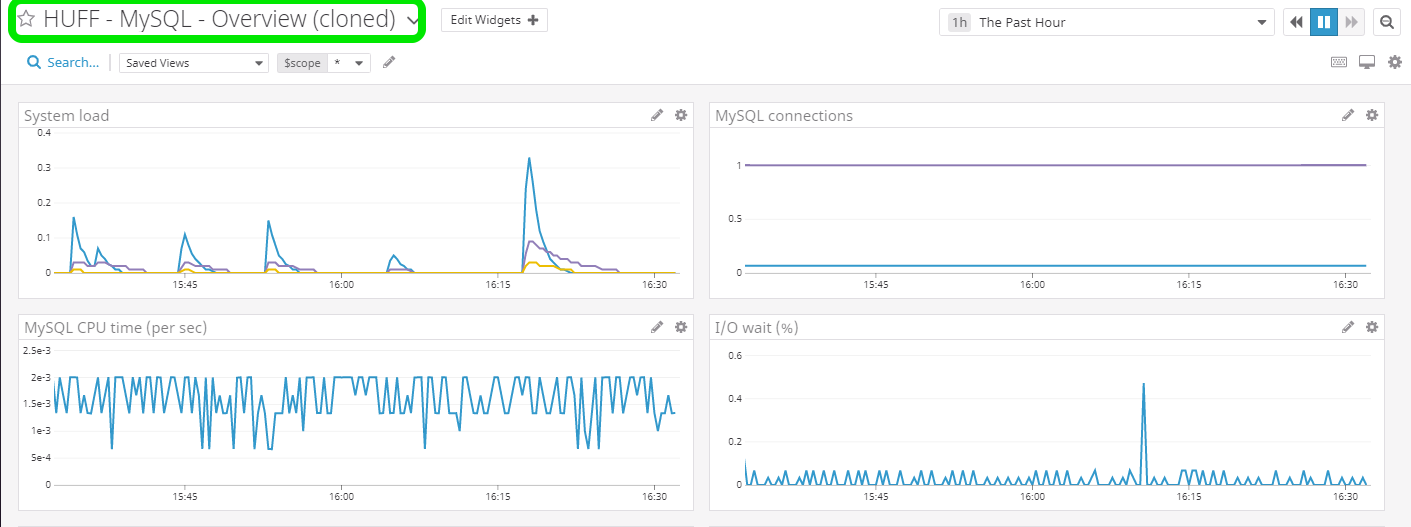 HUFF - MySQL - Overview (cloned)
Edit Widgets +
1h The Past Hour
Search...
Saved Views
$scope *
System load
0.4
0.3
0.2
0.1
0
15:45 16:00 16:15 16:30
MySQL connections
1
0.5
0
15:45 16:00 16:15 16:30
MySQL CPU time (per sec)
2.5e-3
2e-3
1.5e-3
1e-3
5e-4
0
15:45 16:00 16:15 16:30
I/O wait (%)
0.6
0.4
0.2
0
15:45 16:00 16:15 16:30